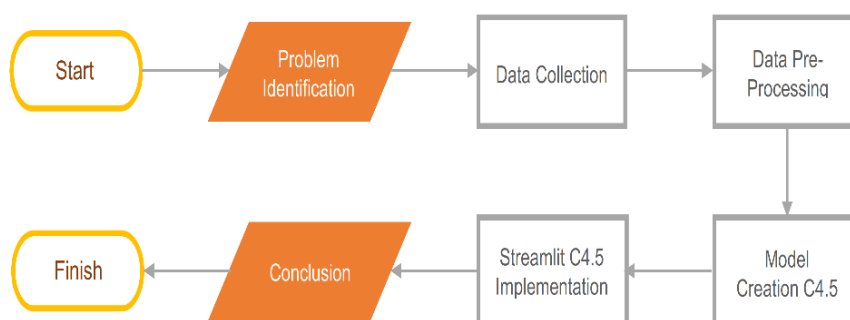 Start
Problem
Identification
Data Collection
Data Pre-
Processing
Model
Creation C4.5
Streamlit C4.5
Implementation
Conclusion
Finish